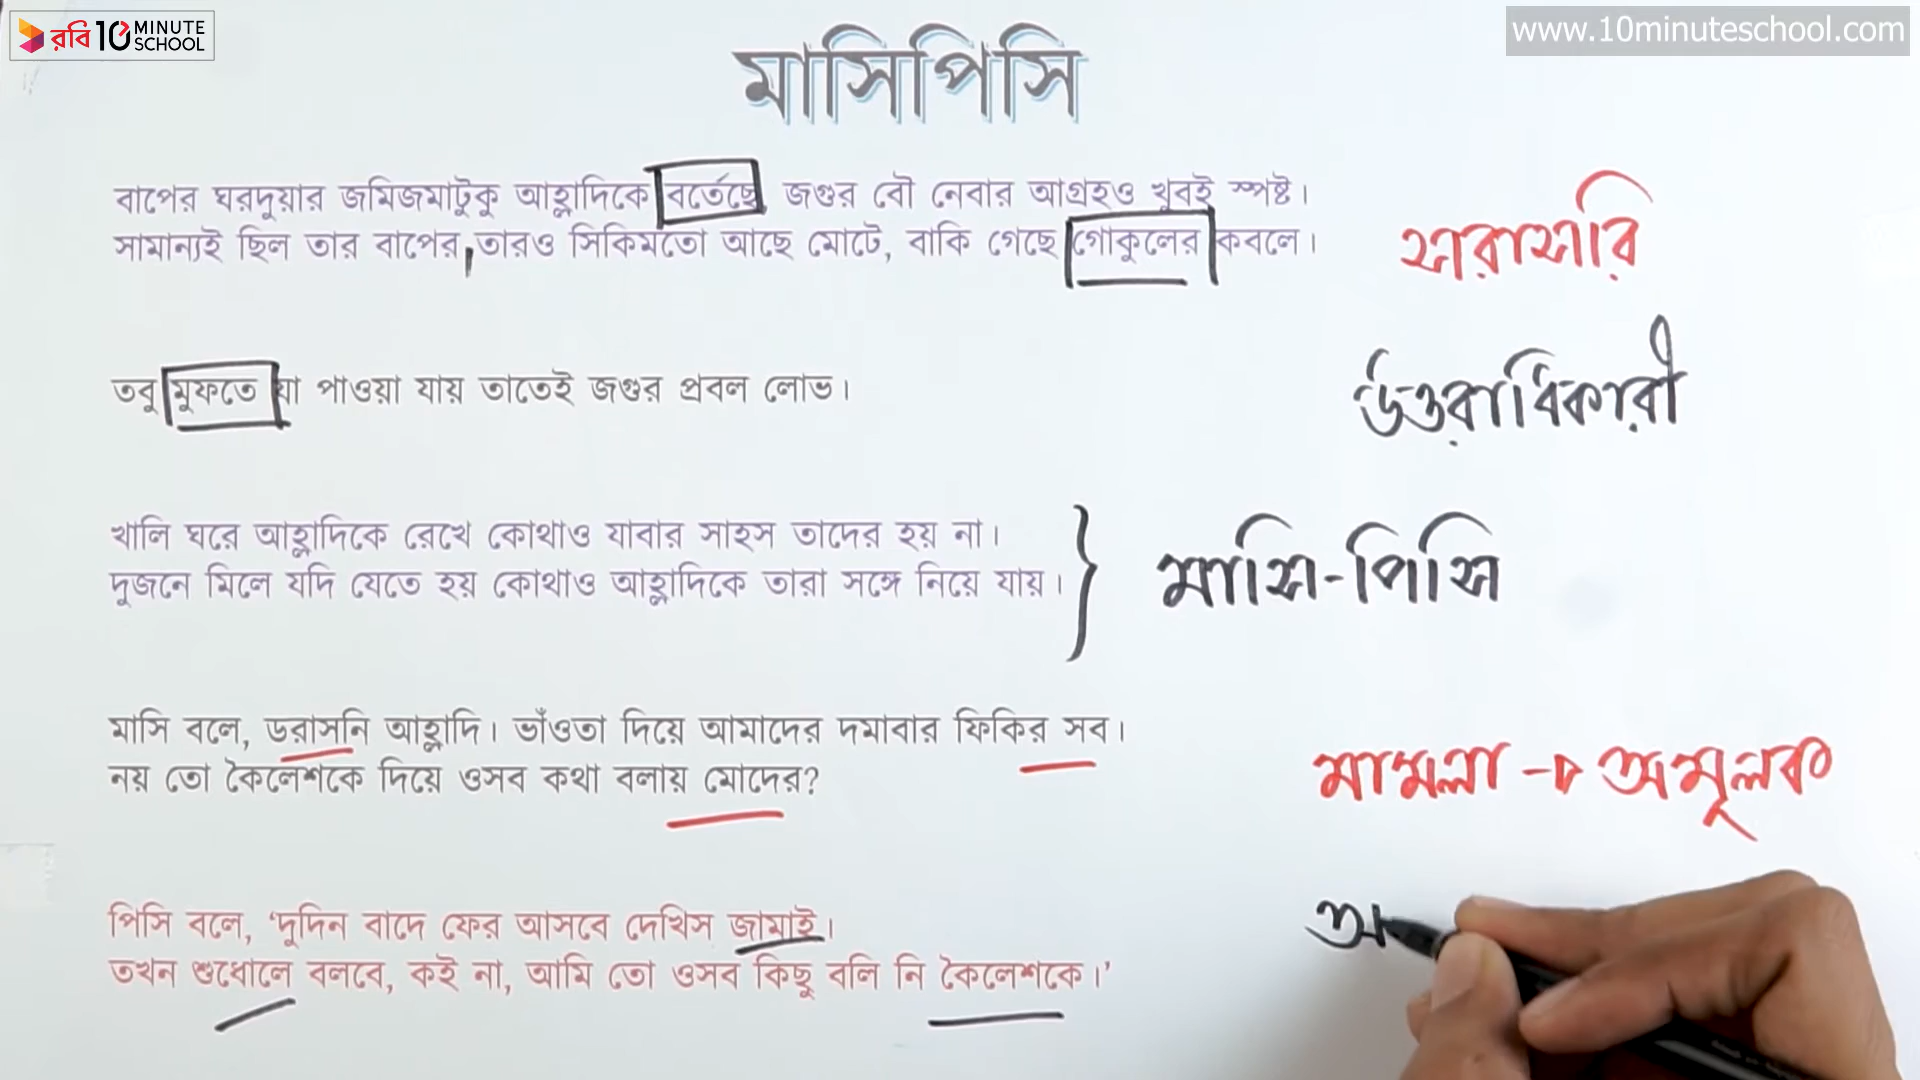 রবি 10 MINUTE SCHOOL
www.10minuteschool.com
মাসিপিসি
বাপের ঘরদুয়ার জমিজমাটুকু আহ্লাদিকে বর্তেছে জগুর বৌ নেবার আগ্রহও খুবই স্পষ্ট।
সামান্যই ছিল তার বাপের, তারও সিকিমতো আছে মোটে, বাকি গেছে গোকুলের কবলে।
সরাসরি
তবু মুফতে যা পাওয়া যায় তাতেই জগুর প্রবল লোভ।
উত্তরাধিকারী
খালি ঘরে আহ্লাদিকে রেখে কোথাও যাবার সাহস তাদের হয় না।
দুজনে মিলে যদি যেতে হয় কোথাও আহ্লাদিকে তারা সঙ্গে নিয়ে যায়।
মাসি-পিসি
মাসি বলে, ডরাসনি আহ্লাদি। ভাঁওতা দিয়ে আমাদের দমাবার ফিকির সব।
নয় তো কৈলেশকে দিয়ে ওসব কথা বলায় মোদের?
মামলা → অমূলক
পিসি বলে, ‘দুদিন বাদে ফের আসবে দেখিস জামাই।
তখন শুধোলে বলবে, কই না, আমি তো ওসব কিছু বলি নি কৈলেশকে।’
অ